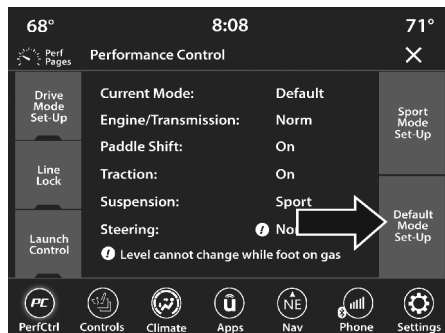 68° 8:08 71°
Perf Pages Performance Control X
Drive Mode Set-Up
Line Lock
Launch Control
Current Mode: Default
Engine/Transmission: Norm
Paddle Shift: On
Traction: On
Suspension: Sport
Steering:
! Level cannot change while foot on gas
Sport Mode Set-Up
Default Mode Set-Up
PC û NE
PerfCtrl Controls Climate Apps Nav Phone Settings